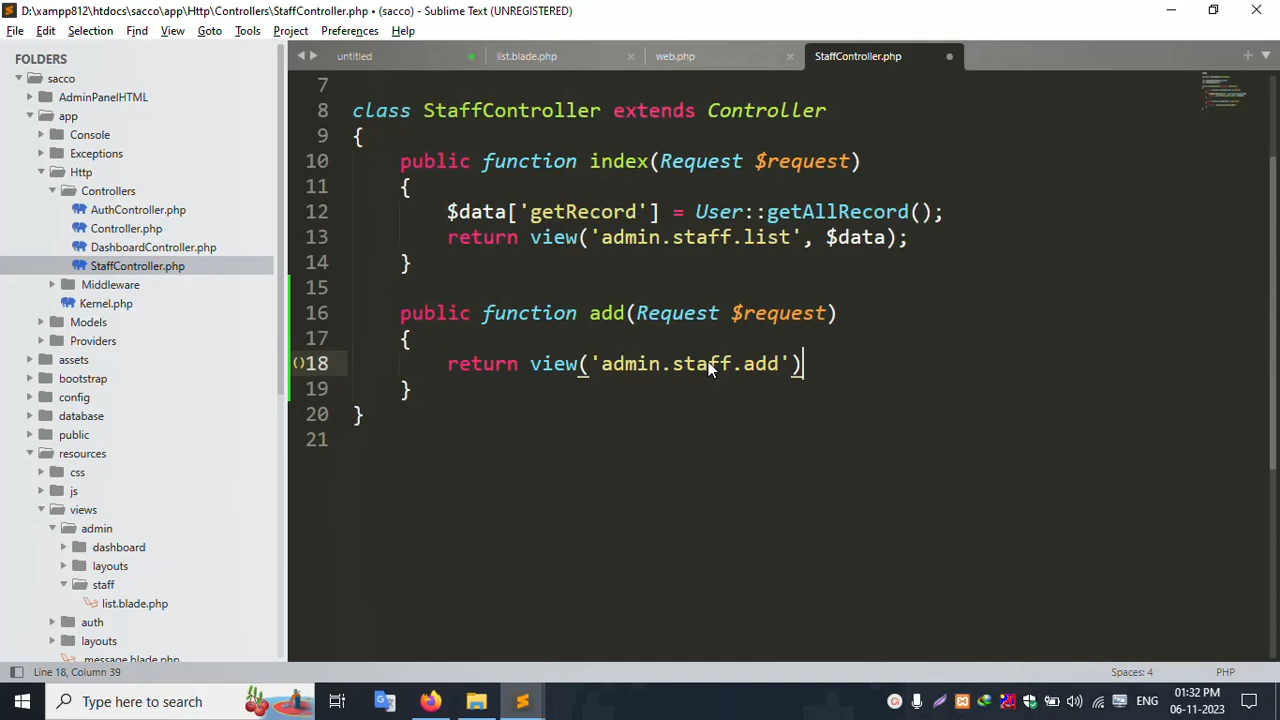 D:\xampp812\htdocs\sacco\app\Http\Controllers\StaffController.php • (sacco) - Sublime Text (UNREGISTERED)
File Edit Selection Find View Goto Tools Project Preferences Help
FOLDERS
sacco
AdminPanelHTML
app
Console
Exceptions
Http
Controllers
AuthController.php
Controller.php
DashboardController.php
StaffController.php
Middleware
Kernel.php
Models
Providers
assets
bootstrap
config
database
public
resources
css
js
views
admin
dashboard
layouts
staff
list.blade.php
auth
layouts
message.blade.php
untitled list.blade.php web.php StaffController.php
7
8 class StaffController extends Controller
9 {
10 public function index(Request $request)
11 {
12 $data['getRecord'] = User::getAllRecord();
13 return view('admin.staff.list', $data);
14 }
15
16 public function add(Request $request)
17 {
18 return view('admin.staff.add')
19 }
20 }
21
Line 18, Column 39 Spaces: 4 PHP
Type here to search
ENG
01:32 PM
06-11-2023